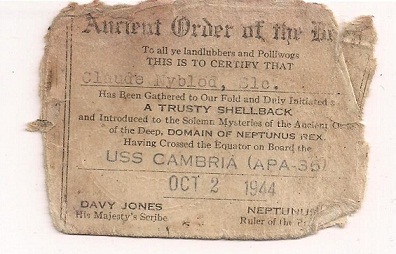 Ancient Order of the
To all ye landlubbers and Pollywogs
THIS IS TO CERTIFY THAT
Claude Nyblod, S1c.
Has Been Gathered to Our Fold and Duly Initiated
A TRUSTY SHELLBACK
and Introduced to the Solemn Mysteries of the Ancient
of the Deep, DOMAIN OF NEPTUNUS REX.
Having Crossed the Equator on Board the
USS CAMBRIA (APA-36)
OCT 2 1944
DAVY JONES NEPTUNUS
His Majesty's Scribe Ruler of the